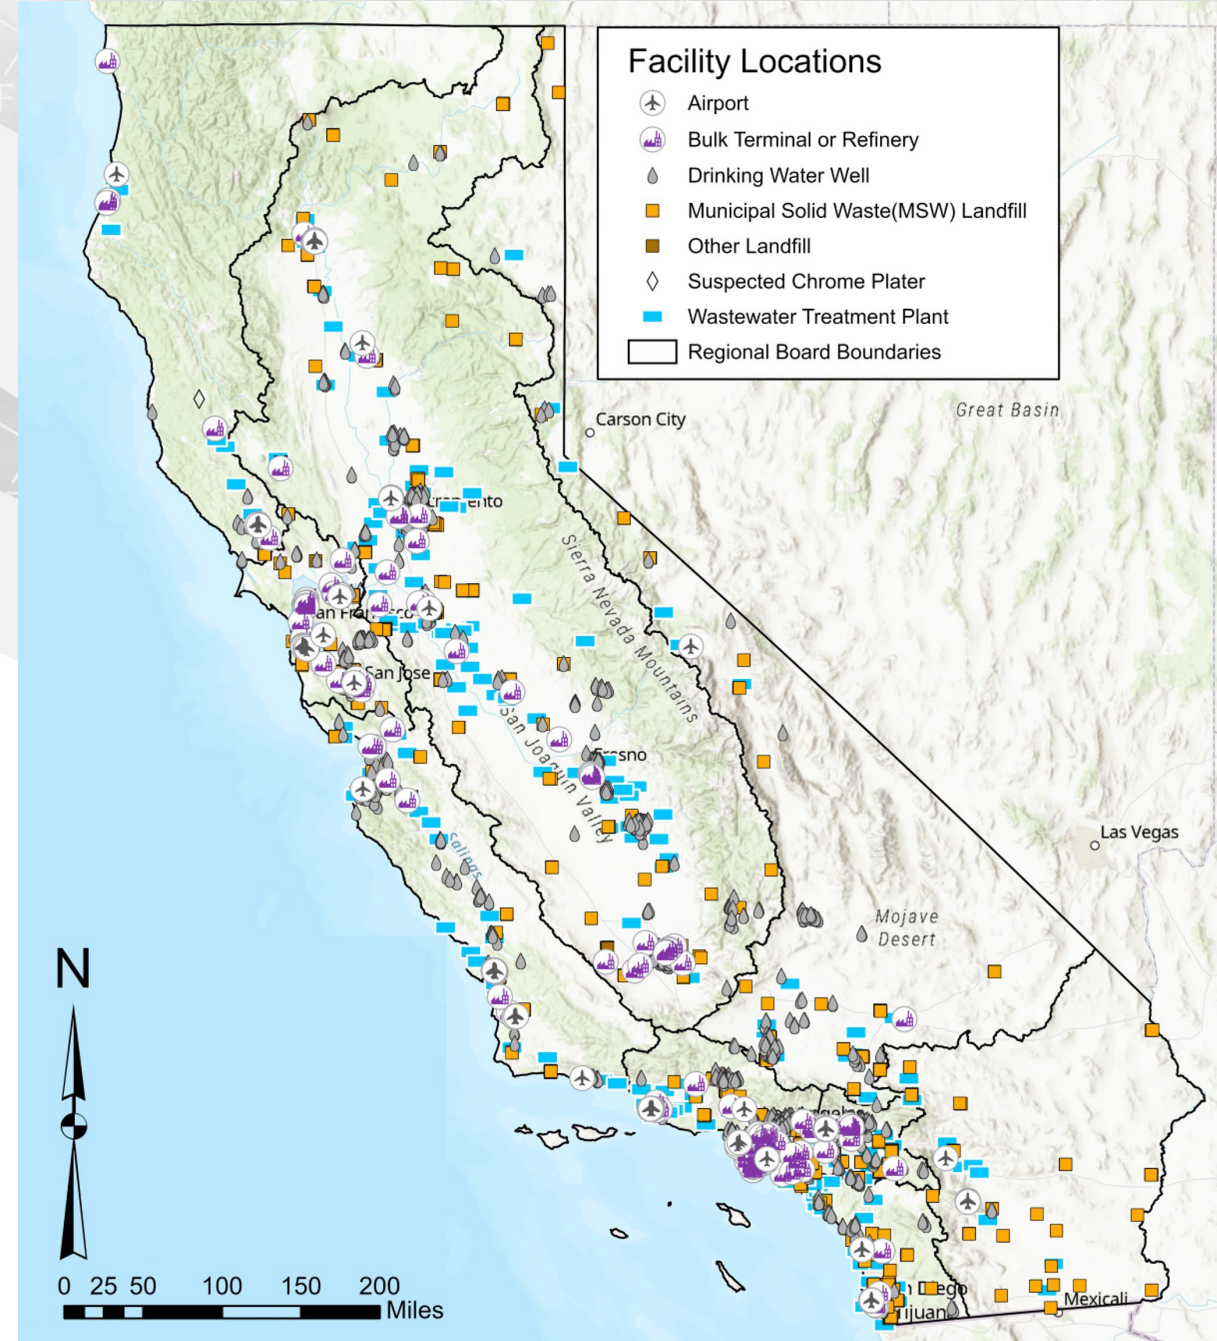 Facility Locations
Airport
Bulk Terminal or Refinery
Drinking Water Well
Municipal Solid Waste(MSW) Landfill
Other Landfill
Suspected Chrome Plater
Wastewater Treatment Plant
Regional Board Boundaries
Great Basin
Carson City
Sierra Nevada Mountains
San Jose
San Joaquin Valley
Fresno
Las Vegas
Salinas
Mojave
Desert
N
0 25 50 100 150 200
Miles
Mexicali